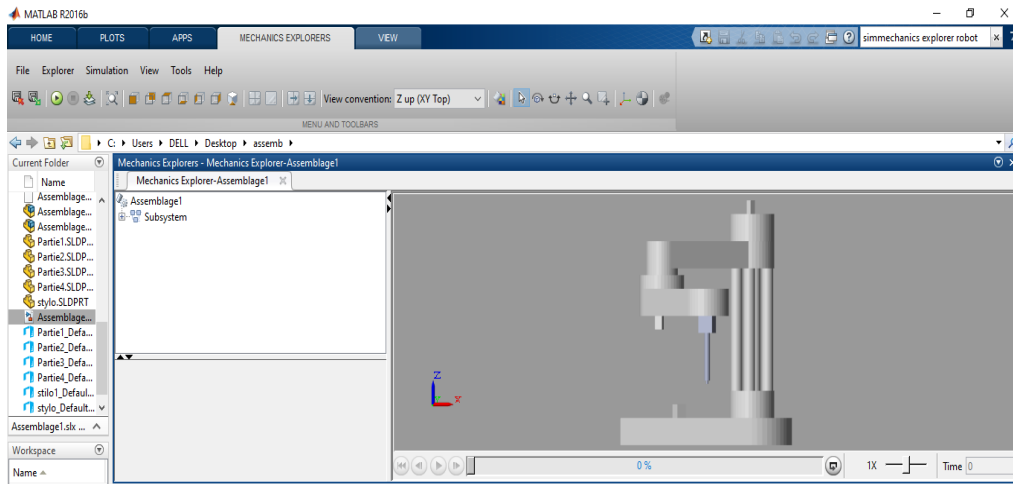 MATLAB R2016b
HOME PLOTS APPS MECHANICS EXPLORERS VIEW simmechanics explorer robot
File Explorer Simulation View Tools Help
View convention: Z up (XY Top)
MENU AND TOOLBARS
C: Users DELL Desktop assemb
Current Folder
Name
Assemblage...
Assemblage...
Assemblage...
Partie1.SLDP...
Partie2.SLDP...
Partie3.SLDP...
Partie4.SLDP...
stylo.SLDPRT
Assemblage...
Partie1_Defa...
Partie2_Defa...
Partie3_Defa...
Partie4_Defa...
stilo1_Defaul...
stylo_Default...
Assemblage1.slx ...
Workspace
Name
Mechanics Explorers - Mechanics Explorer-Assemblage1
Mechanics Explorer-Assemblage1
Assemblage1
Subsystem
Z
X
0 %
1X
Time 0